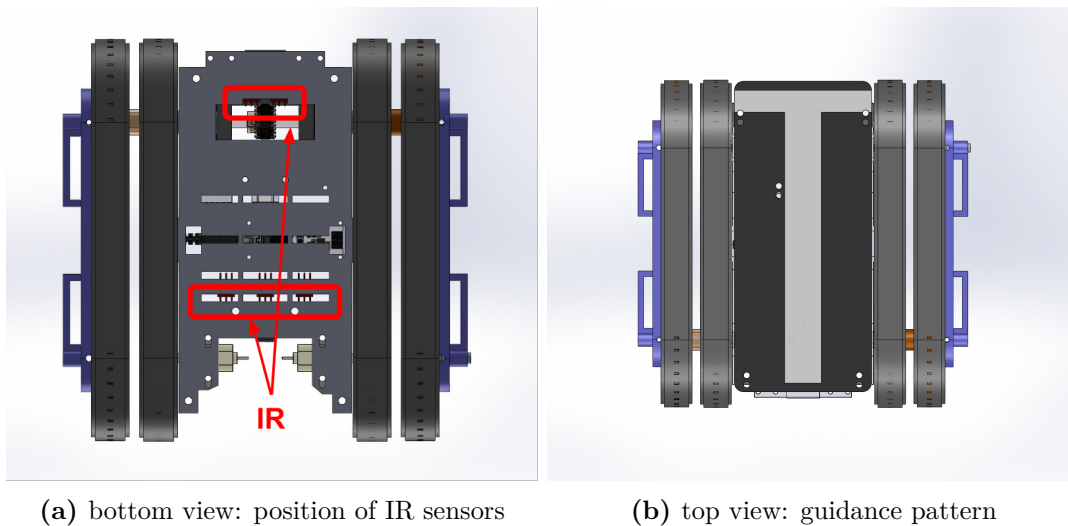 IR
(a) bottom view: position of IR sensors
(b) top view: guidance pattern